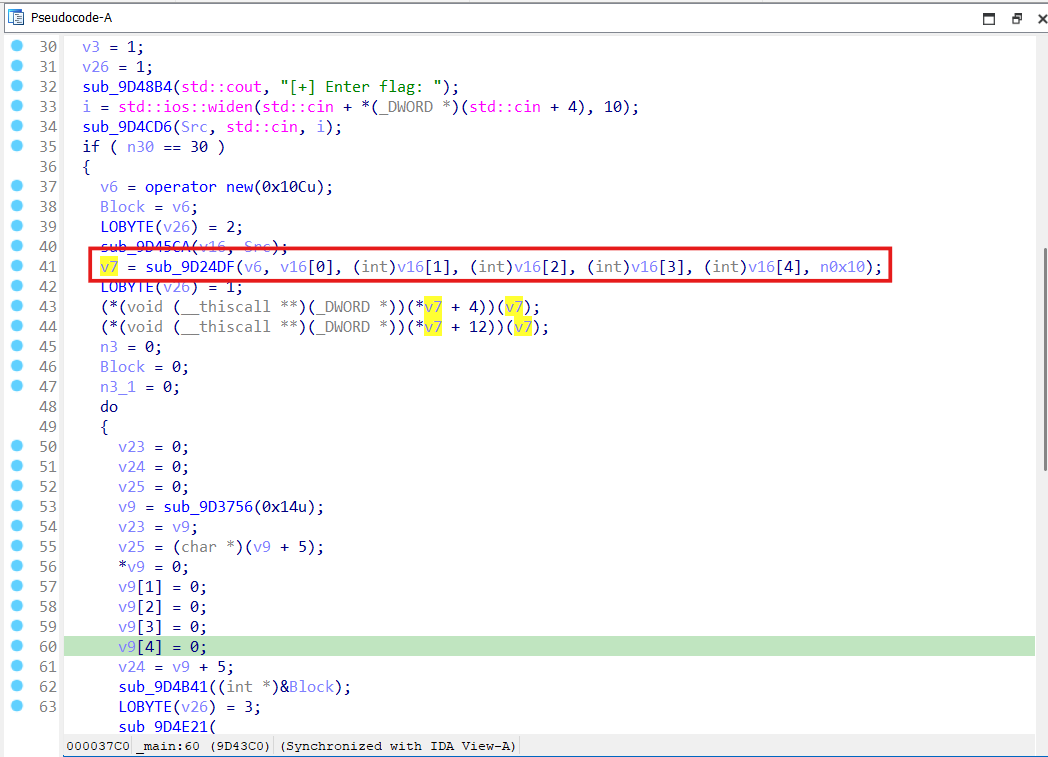 Pseudocode-A
30 v3 = 1;
31 v26 = 1;
32 sub_9D48B4(std::cout, "[+] Enter flag: ");
33 i = std::ios::widen(std::cin + *(_DWORD *)(std::cin + 4), 10);
34 sub_9D4CD6(Src, std::cin, i);
35 if ( n30 == 30 )
36 {
37 v6 = operator new(0x10Cu);
38 Block = v6;
39 LOBYTE(v26) = 2;
40 sub_9D45CA(v16, Src);
41 v7 = sub_9D24DF(v6, v16[0], (int)v16[1], (int)v16[2], (int)v16[3], (int)v16[4], n0x10);
42 LOBYTE(v26) = 1;
43 (*(void (__thiscall **)(_DWORD *))(*v7 + 4))(v7);
44 (*(void (__thiscall **)(_DWORD *))(*v7 + 12))(v7);
45 n3 = 0;
46 Block = 0;
47 n3_1 = 0;
48 do
49 {
50 v23 = 0;
51 v24 = 0;
52 v25 = 0;
53 v9 = sub_9D3756(0x14u);
54 v23 = v9;
55 v25 = (char *)(v9 + 5);
56 *v9 = 0;
57 v9[1] = 0;
58 v9[2] = 0;
59 v9[3] = 0;
60 v9[4] = 0;
61 v24 = v9 + 5;
62 sub_9D4B41((int *)&Block);
63 LOBYTE(v26) = 3;
sub_9D4E21(
000037C0 _main:60 (9D43C0) (Synchronized with IDA View-A)